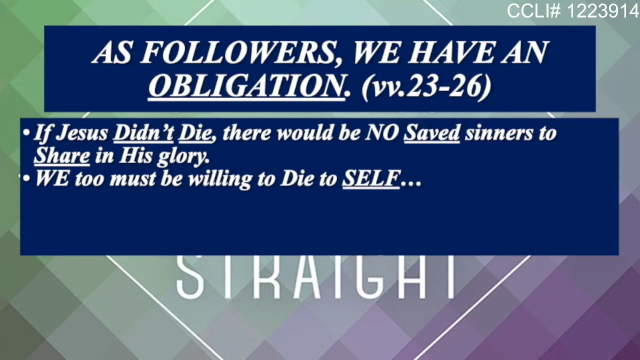 CCLI# 1223914
AS FOLLOWERS, WE HAVE AN
OBLIGATION. (vv.23-26)
• If Jesus Didn't Die, there would be NO Saved sinners to
Share in His glory.
• WE too must be willing to Die to SELF…
STRAIGHT